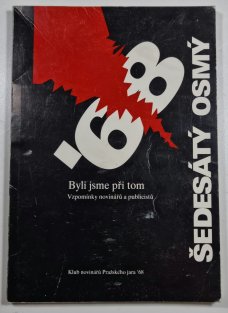 '68
ŠEDESÁTÝ OSMÝ
Byli jsme při tom
Vzpomínky novinářů a publicistů
Klub novinářů Pražského jara '68